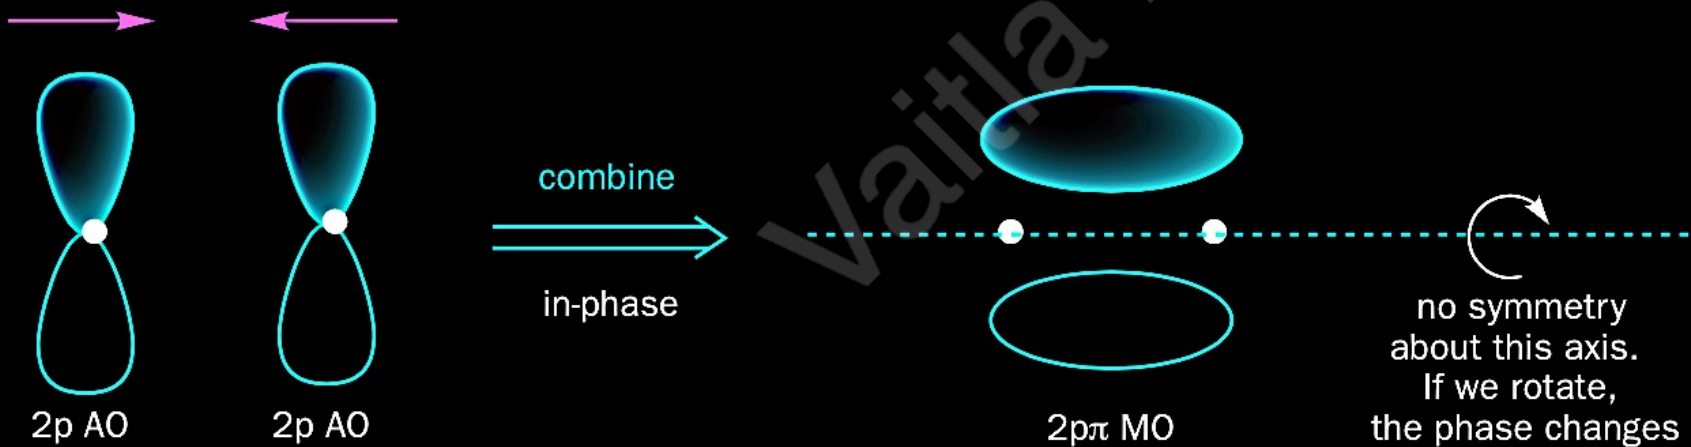 Vaitla
combine
in-phase
2p AO
2p AO
2pπ MO
no symmetry
about this axis.
If we rotate,
the phase changes